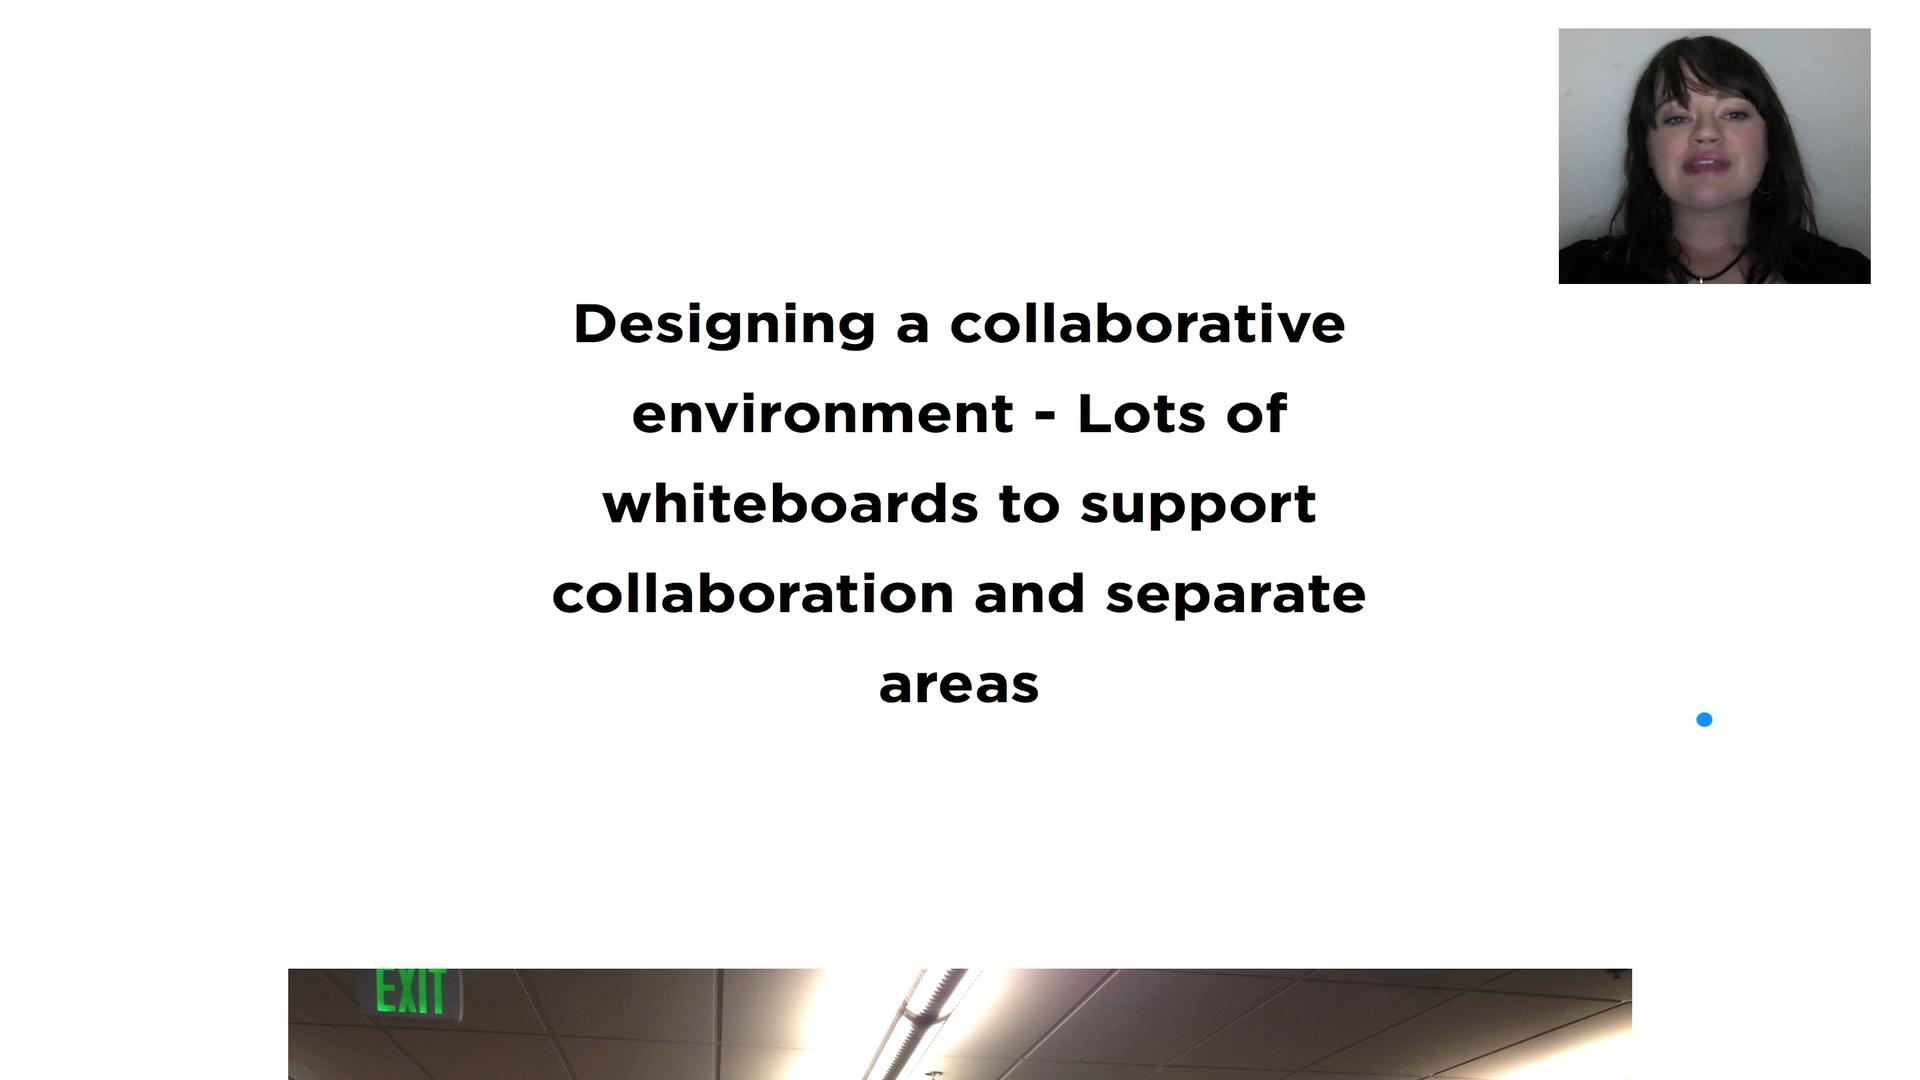 Designing a collaborative
environment - Lots of
whiteboards to support
collaboration and separate
areas
EXIT